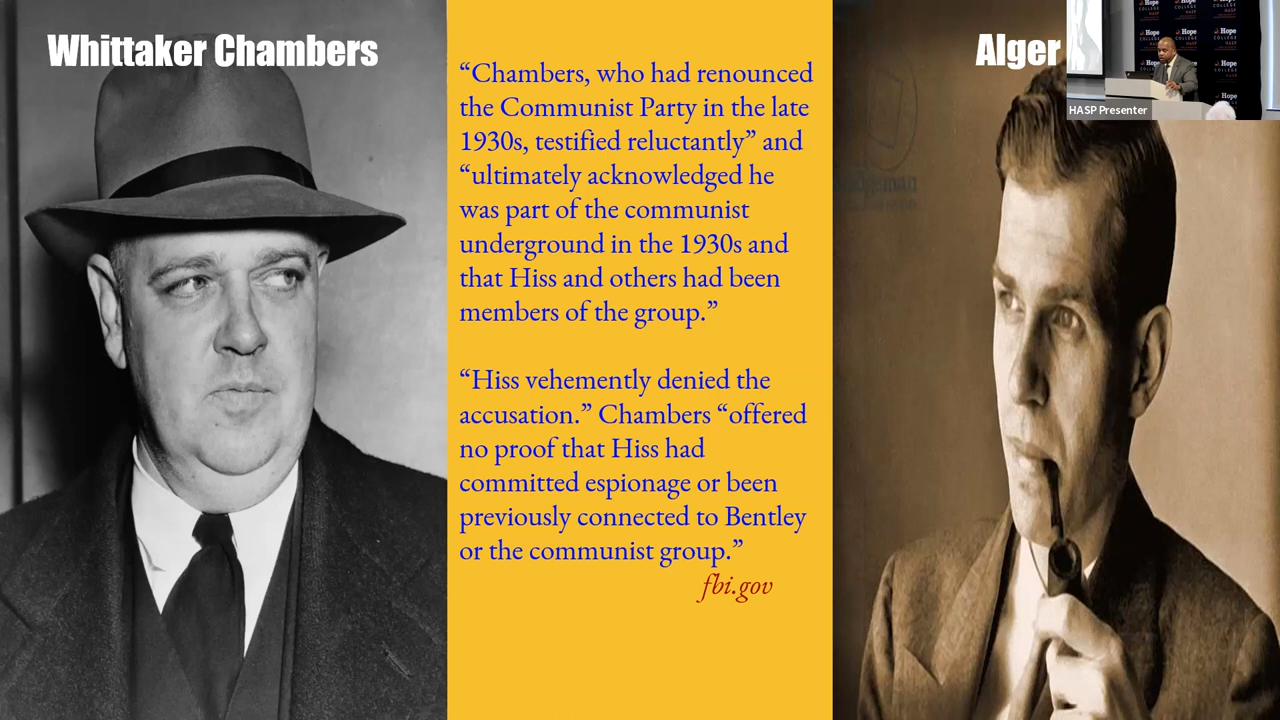 Whittaker Chambers
“Chambers, who had renounced
the Communist Party in the late
1930s, testified reluctantly” and
“ultimately acknowledged he
was part of the communist
underground in the 1930s and
that Hiss and others had been
members of the group.”
“Hiss vehemently denied the
accusation.” Chambers “offered
no proof that Hiss had
committed espionage or been
previously connected to Bentley
or the communist group.”
fbi.gov
Alger
Hope
COLLEGE
HASP
HASP Presenter